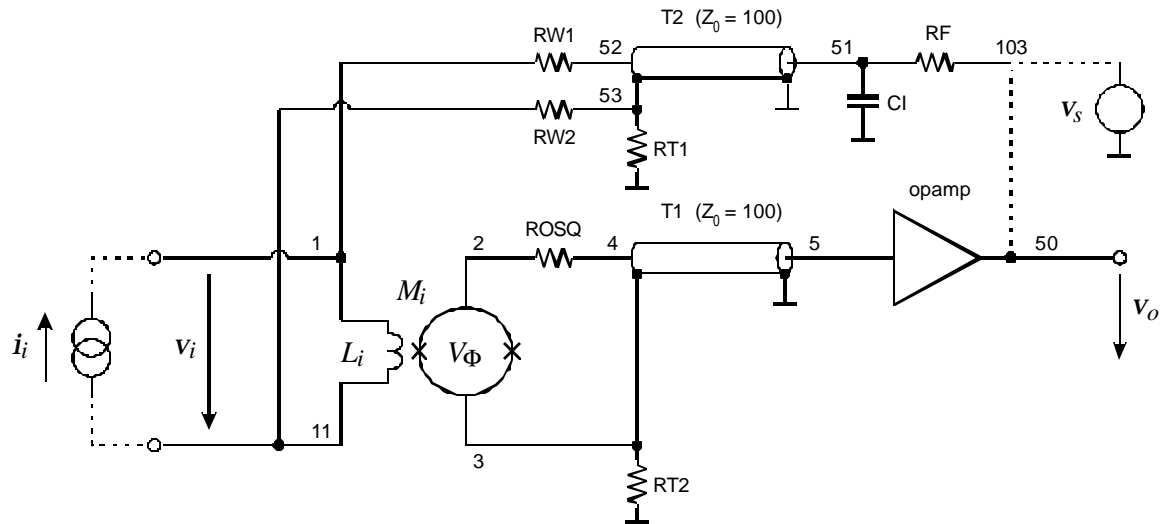 T2 (Z0 = 100)
RW1
52
51
RF
103
53
CI
vs
RW2
RT1
opamp
T1 (Z0 = 100)
ROSQ
1
2
4
5
50
Mi
ii
vi
Li
VΦ
vo
11
3
RT2